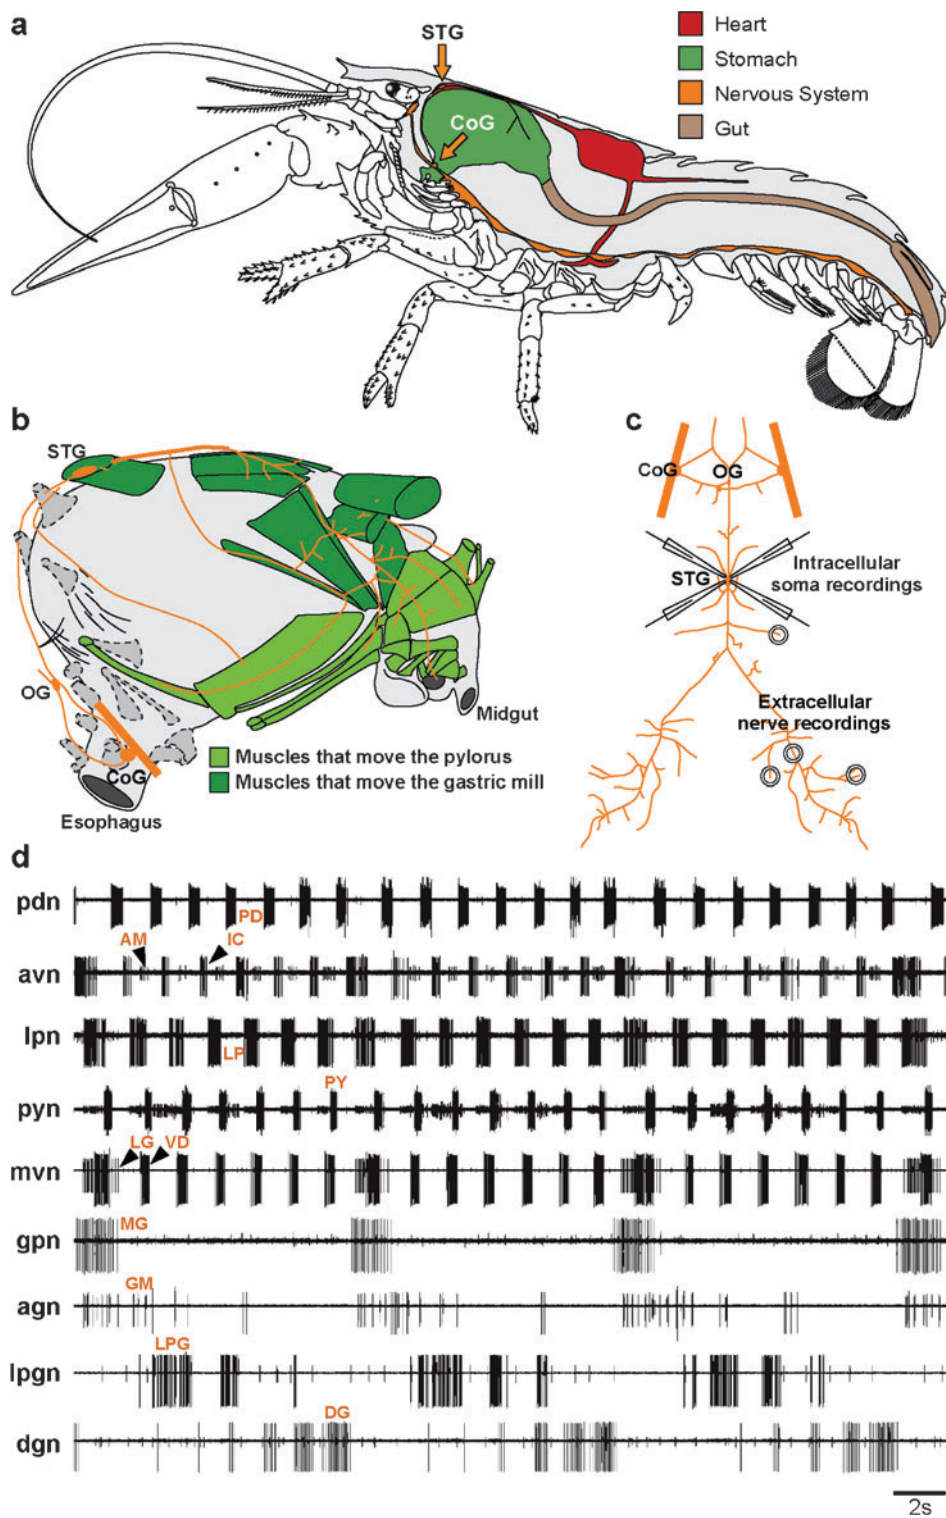 a
STG
CoG
Heart
Stomach
Nervous System
Gut
b
STG
OG
CoG
Esophagus
Midgut
Muscles that move the pylorus
Muscles that move the gastric mill
c
CoG
OG
STG
Intracellular
soma recordings
Extracellular
nerve recordings
d
pdn
PD
avn
AM
IC
lpn
LP
pyn
PY
mvn
LG
VD
gpn
MG
agn
GM
lpgn
LPG
dgn
DG
2s